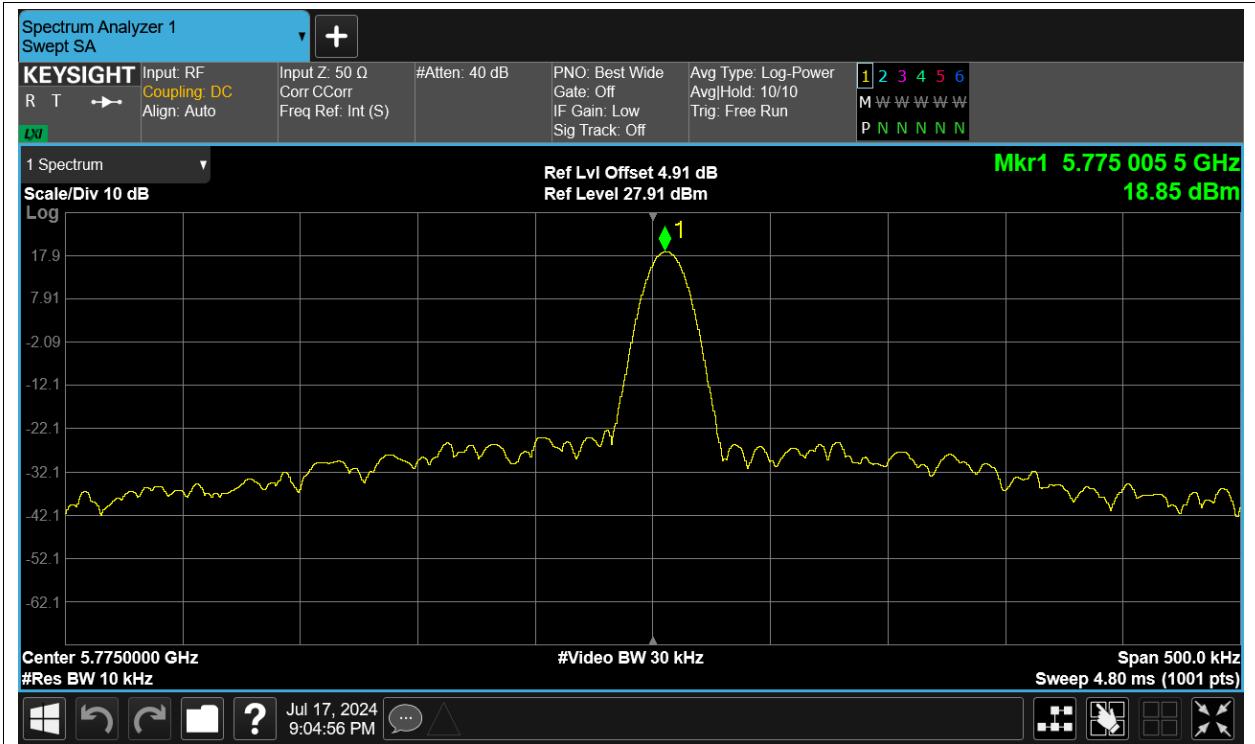 Spectrum Analyzer 1
Swept SA
+
KEYSIGHT
R T
LXI
Input: RF
Coupling: DC
Align: Auto
Input Z: 50 Ω
Corr CCorr
Freq Ref: Int (S)
#Atten: 40 dB
PNO: Best Wide
Gate: Off
IF Gain: Low
Sig Track: Off
Avg Type: Log-Power
Avg|Hold: 10/10
Trig: Free Run
1 2 3 4 5 6
M W W W W W
P N N N N N
1 Spectrum
Scale/Div 10 dB
Log
Ref Lvl Offset 4.91 dB
Ref Level 27.91 dBm
Mkr1 5.775 005 5 GHz
18.85 dBm
1
17.9
7.91
-2.09
-12.1
-22.1
-32.1
-42.1
-52.1
-62.1
Center 5.7750000 GHz
#Res BW 10 kHz
#Video BW 30 kHz
Span 500.0 kHz
Sweep 4.80 ms (1001 pts)
?
Jul 17, 2024
9:04:56 PM